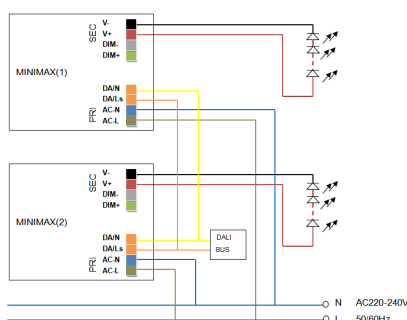 SEC
V-
V+
DIM-
DIM+
MINIMAX(1)
PRI
DA/N
DA/Ls
AC-N
AC-L
SEC
V-
V+
DIM-
DIM+
MINIMAX(2)
PRI
DA/N
DA/Ls
AC-N
AC-L
DALI
BUS
N AC220-240V
L 50/60Hz